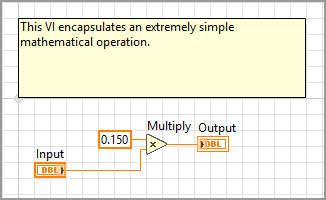 This VI encapsulates an extremely simple
mathematical operation.
Multiply
Output
0.150
DBL
Input
DBL